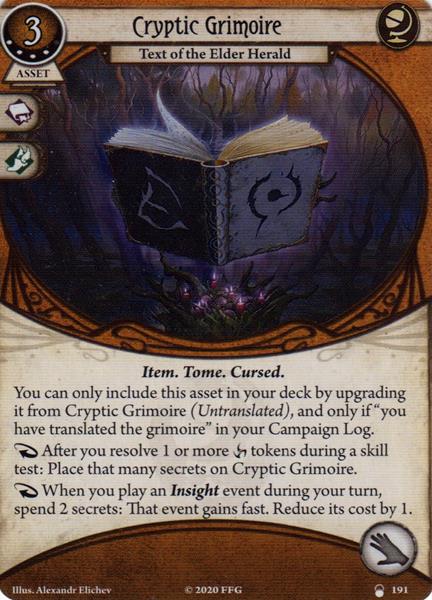 3
Cryptic Grimoire
Text of the Elder Herald
ASSET
Item. Tome. Cursed.
You can only include this asset in your deck by upgrading
it from Cryptic Grimoire (Untranslated), and only if “you
have translated the grimoire” in your Campaign Log.
After you resolve 1 or more tokens during a skill
test: Place that many secrets on Cryptic Grimoire.
When you play an Insight event during your turn,
spend 2 secrets: That event gains fast. Reduce its cost by 1.
Illus. Alexandr Elichev
© 2020 FFG
191